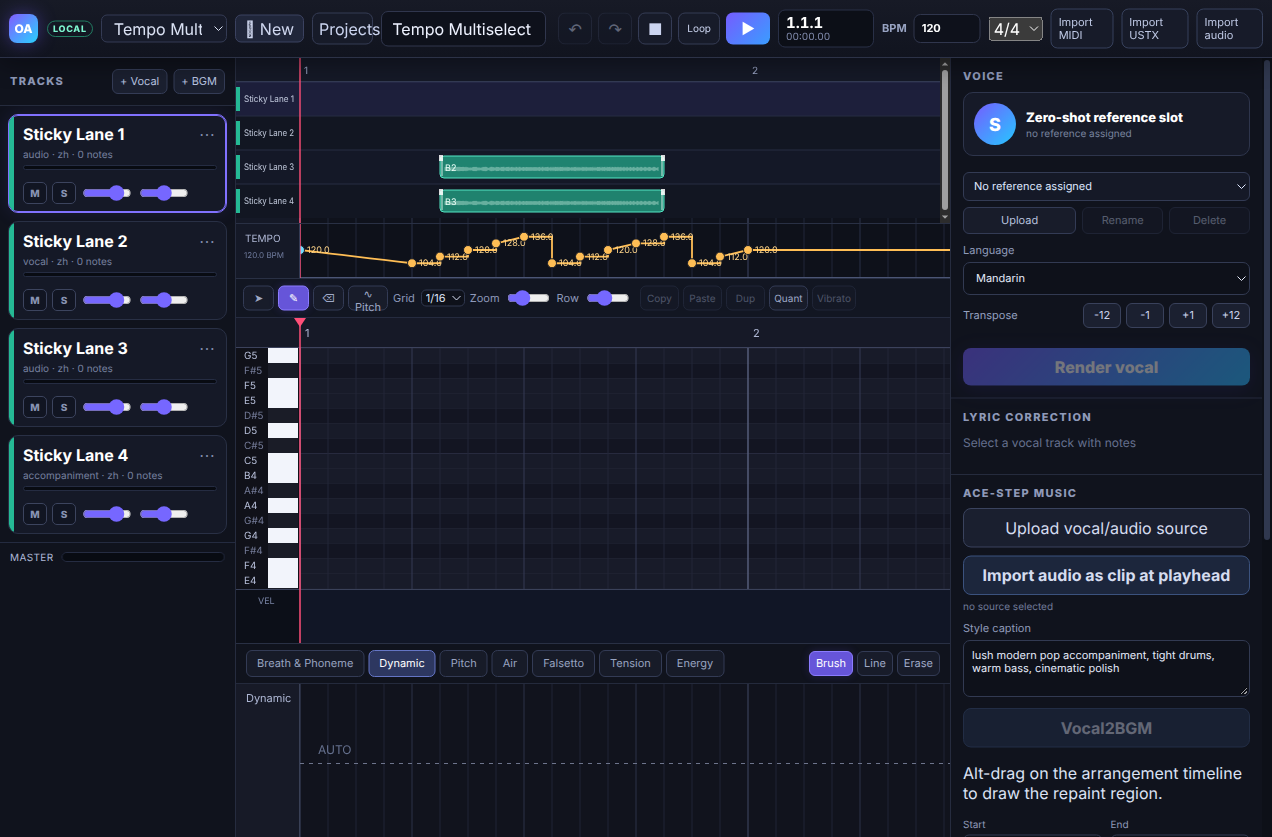 OA LOCAL Tempo Mult New Projects Tempo Multiselect Loop 1.1.1 00:00.00 BPM 120 4/4 Import MIDI Import USTX Import audio
TRACKS + Vocal + BGM
Sticky Lane 1
audio · zh · 0 notes
M S
Sticky Lane 2
vocal · zh · 0 notes
M S
Sticky Lane 3
audio · zh · 0 notes
M S
Sticky Lane 4
accompaniment · zh · 0 notes
M S
MASTER
1 2
Sticky Lane 1
Sticky Lane 2
Sticky Lane 3 B2
Sticky Lane 4 B3
TEMPO
120.0 BPM
120.0 104.0 112.0 120.0 128.0 136.0 104.0 112.0 120.0 128.0 136.0 104.0 112.0 128.0
Pitch Grid 1/16 Zoom Row Copy Paste Dup Quant Vibrato
1 2
G5
F#5
F5
E5
D#5
D5
C#5
C5
B4
A#4
A4
G#4
G4
F#4
F4
E4
VEL
Breath & Phoneme Dynamic Pitch Air Falsetto Tension Energy Brush Line Erase
Dynamic
AUTO
VOICE
S Zero-shot reference slot
no reference assigned
No reference assigned
Upload Rename Delete
Language
Mandarin
Transpose -12 -1 +1 +12
Render vocal
LYRIC CORRECTION
Select a vocal track with notes
ACE-STEP MUSIC
Upload vocal/audio source
Import audio as clip at playhead
no source selected
Style caption
lush modern pop accompaniment, tight drums,
warm bass, cinematic polish
Vocal2BGM
Alt-drag on the arrangement timeline
to draw the repaint region.
Start End